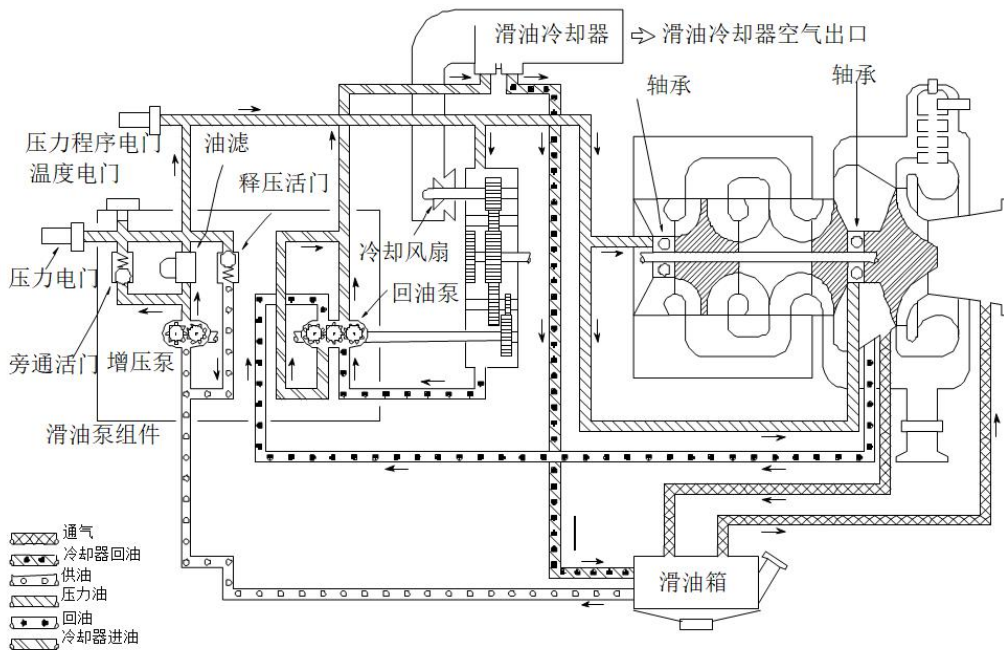 滑油冷却器
滑油冷却器空气出口
轴承
轴承
压力程序电门
温度电门
油滤
释压活门
压力电门
冷却风扇
回油泵
旁通活门
增压泵
滑油泵组件
滑油箱
通气
冷却器回油
供油
压力油
回油
冷却器进油